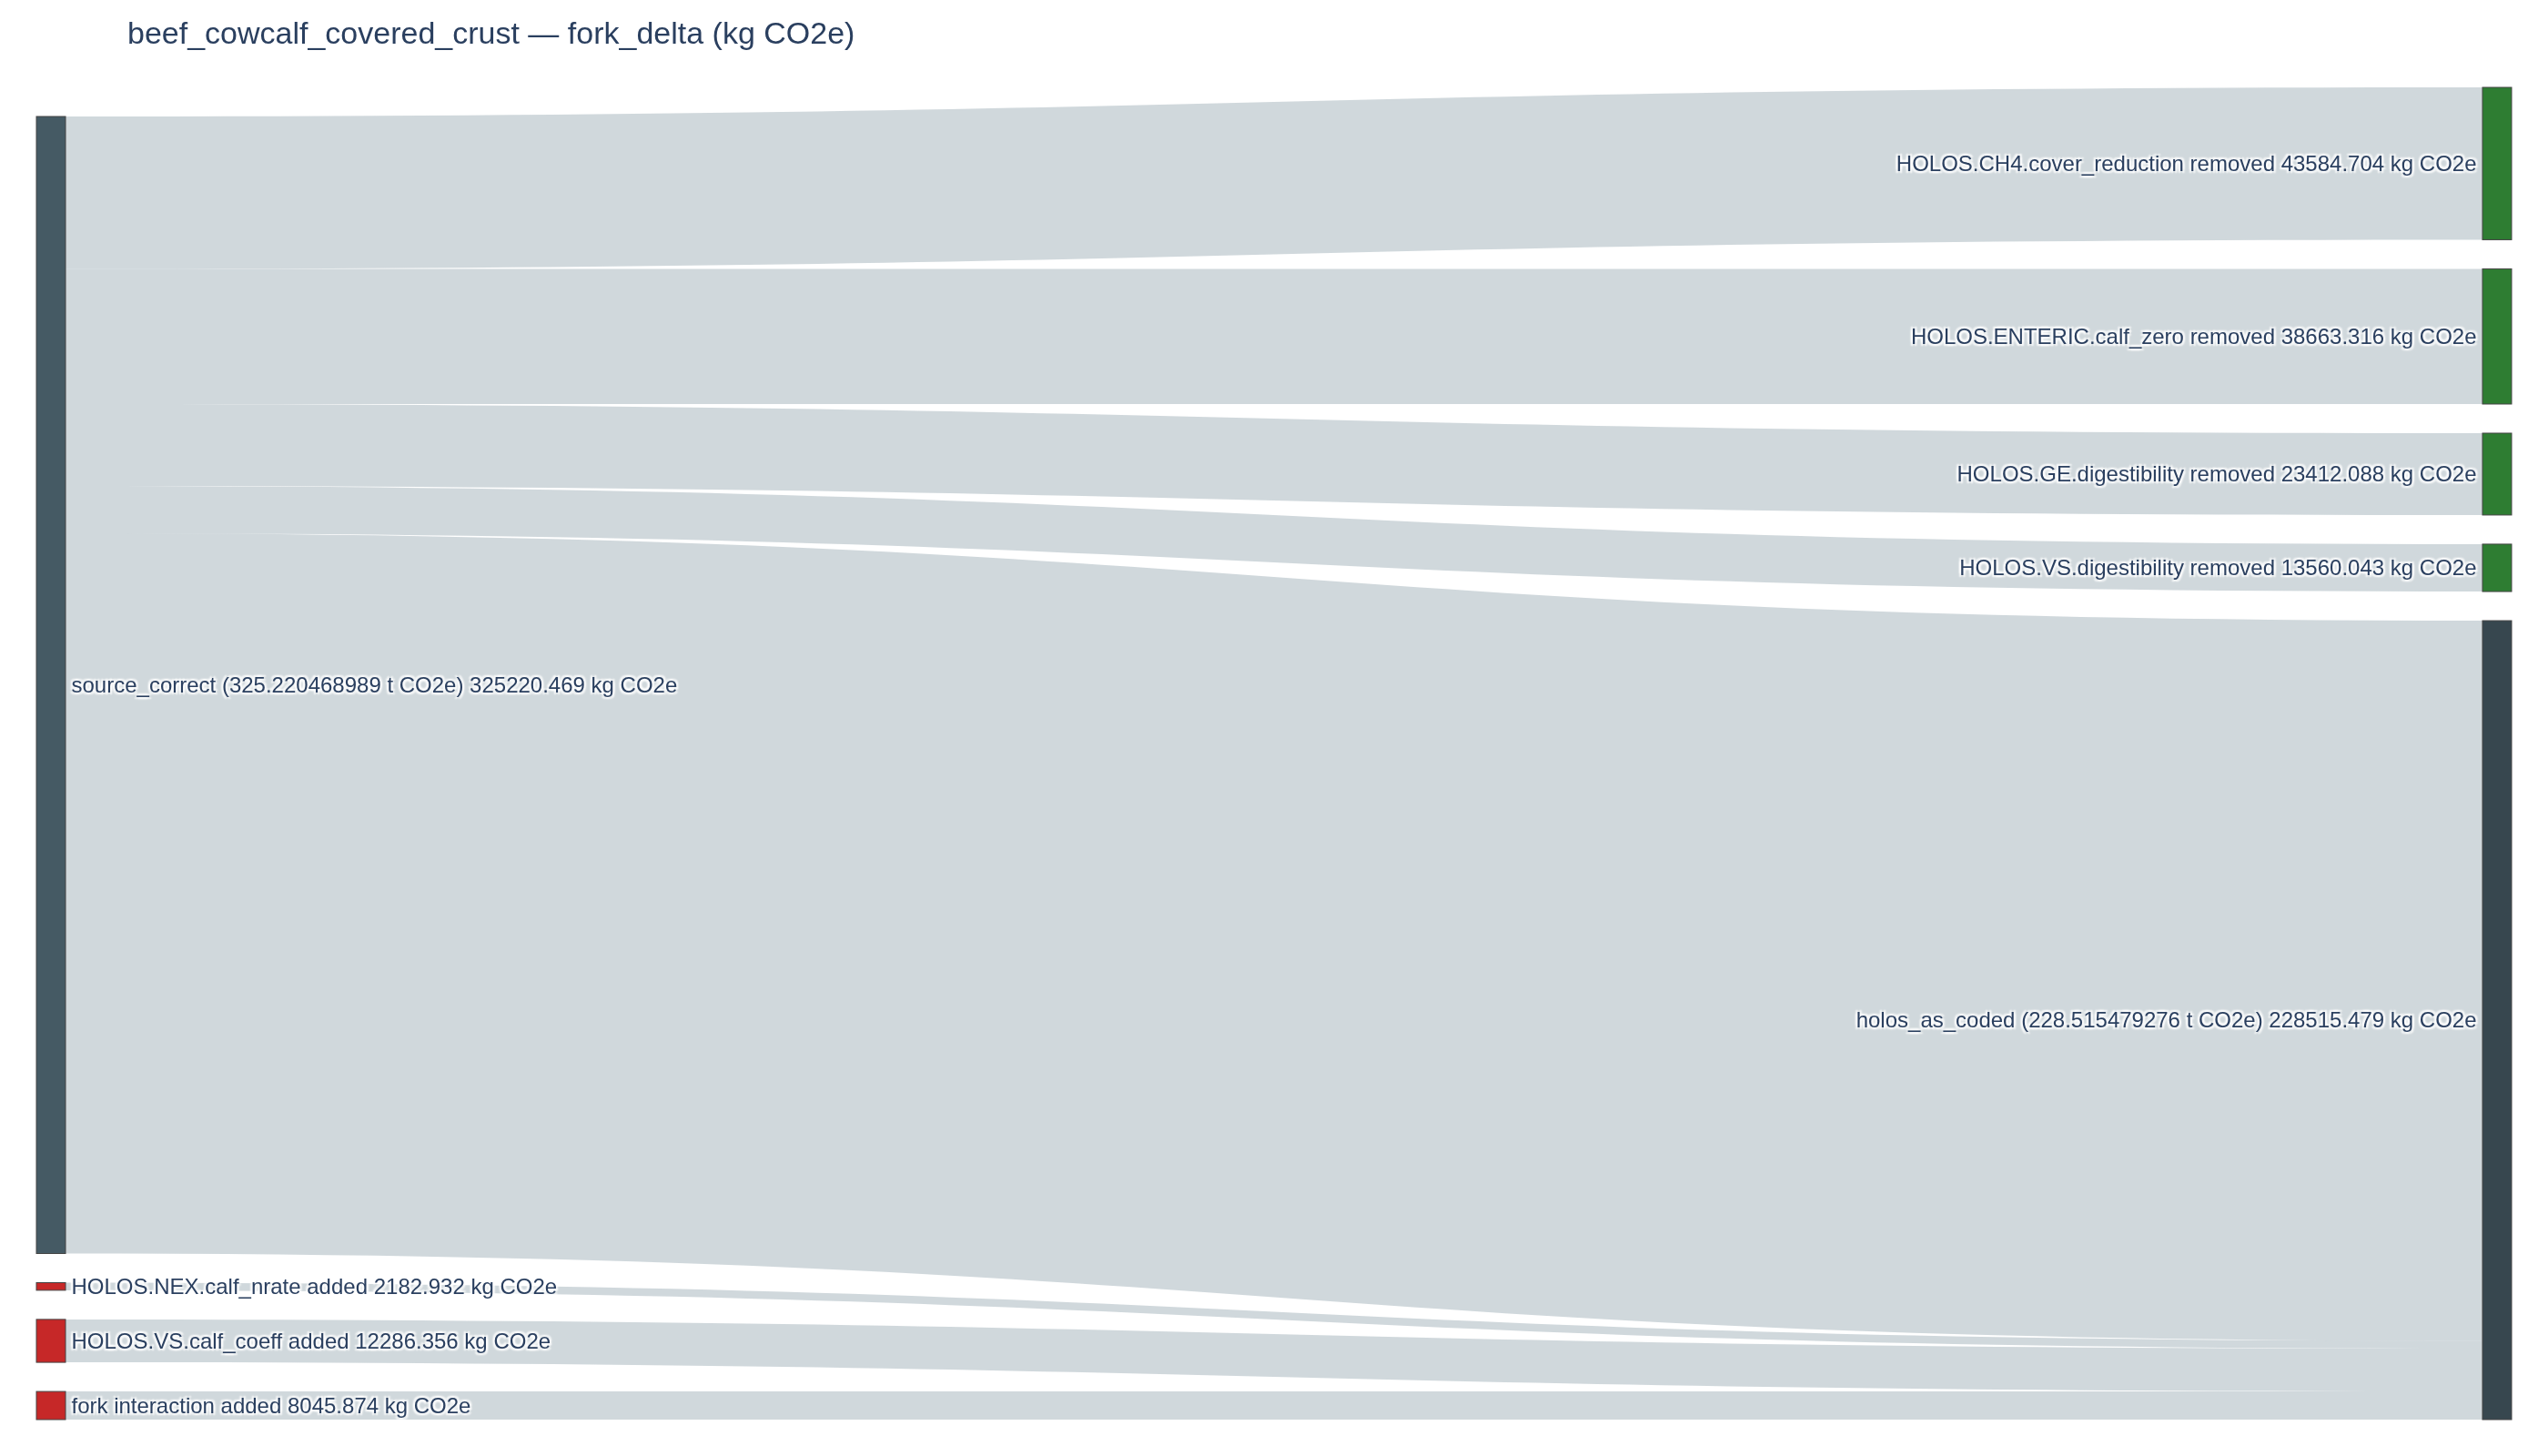 beef_cowcalf_covered_crust — fork_delta (kg CO2e)
HOLOS.CH4.cover_reduction removed 43584.704 kg CO2e
HOLOS.ENTERIC.calf_zero removed 38663.316 kg CO2e
HOLOS.GE.digestibility removed 23412.088 kg CO2e
HOLOS.VS.digestibility removed 13560.043 kg CO2e
source_correct (325.220468989 t CO2e) 325220.469 kg CO2e
holos_as_coded (228.515479276 t CO2e) 228515.479 kg CO2e
HOLOS.NEX.calf_nrate added 2182.932 kg CO2e
HOLOS.VS.calf_coeff added 12286.356 kg CO2e
fork interaction added 8045.874 kg CO2e